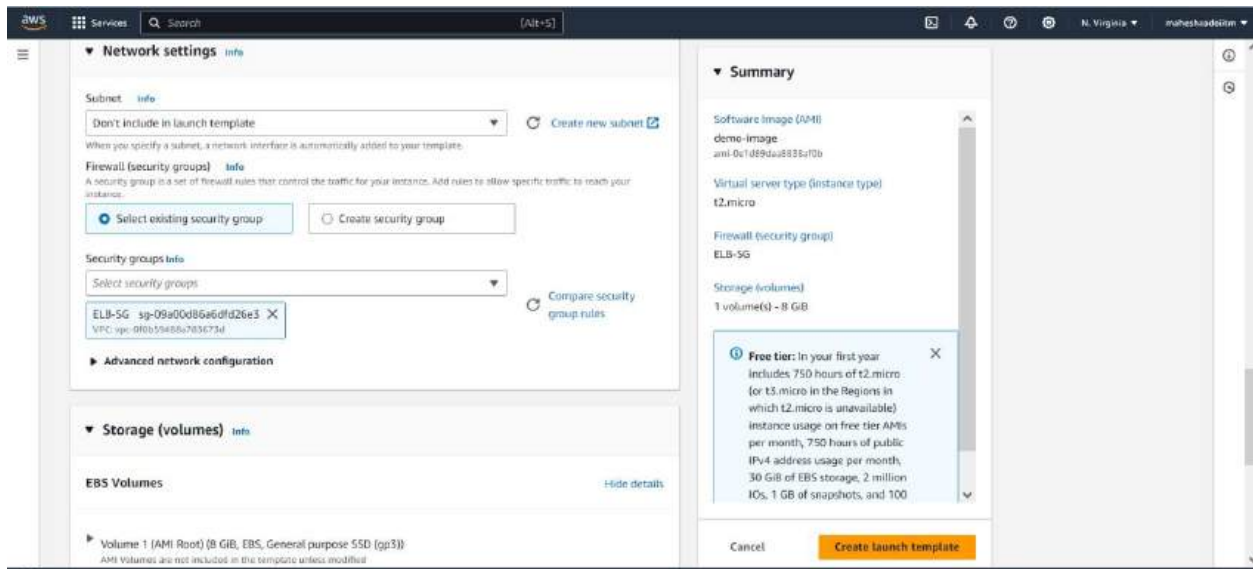 aws
Services
Search
[Alt+S]
N. Virginia
Network settings Info
Subnet Info
Don't include in launch template
Create new subnet
When you specify a subnet, a network interface is automatically added to your template.
Firewall (security groups) Info
A security group is a set of firewall rules that control the traffic for your instance. Add rules to allow specific traffic to reach your
instance.
Select existing security group
Create security group
Security groups Info
Select security groups
Compare security
group rules
ELB-SG sg-09a00d86a6dfd26e3
Advanced network configuration
Storage (volumes) Info
EBS Volumes
Hide details
Volume 1 (AMI Root) (8 GiB, EBS, General purpose SSD (gp3))
AMI Volumes are not included in the template unless modified
Summary
Software Image (AMI)
demo-image
Virtual server type (instance type)
t2.micro
Firewall (security group)
ELB-SG
Storage (volumes)
1 volume(s) - 8 GiB
Free tier: In your first year
includes 750 hours of t2.micro
(or t3.micro in the Regions in
which t2.micro is unavailable)
instance usage on free tier AMIs
per month, 750 hours of public
IPv4 address usage per month,
30 GiB of EBS storage, 2 million
IOs, 1 GB of snapshots, and 100
Cancel
Create launch template